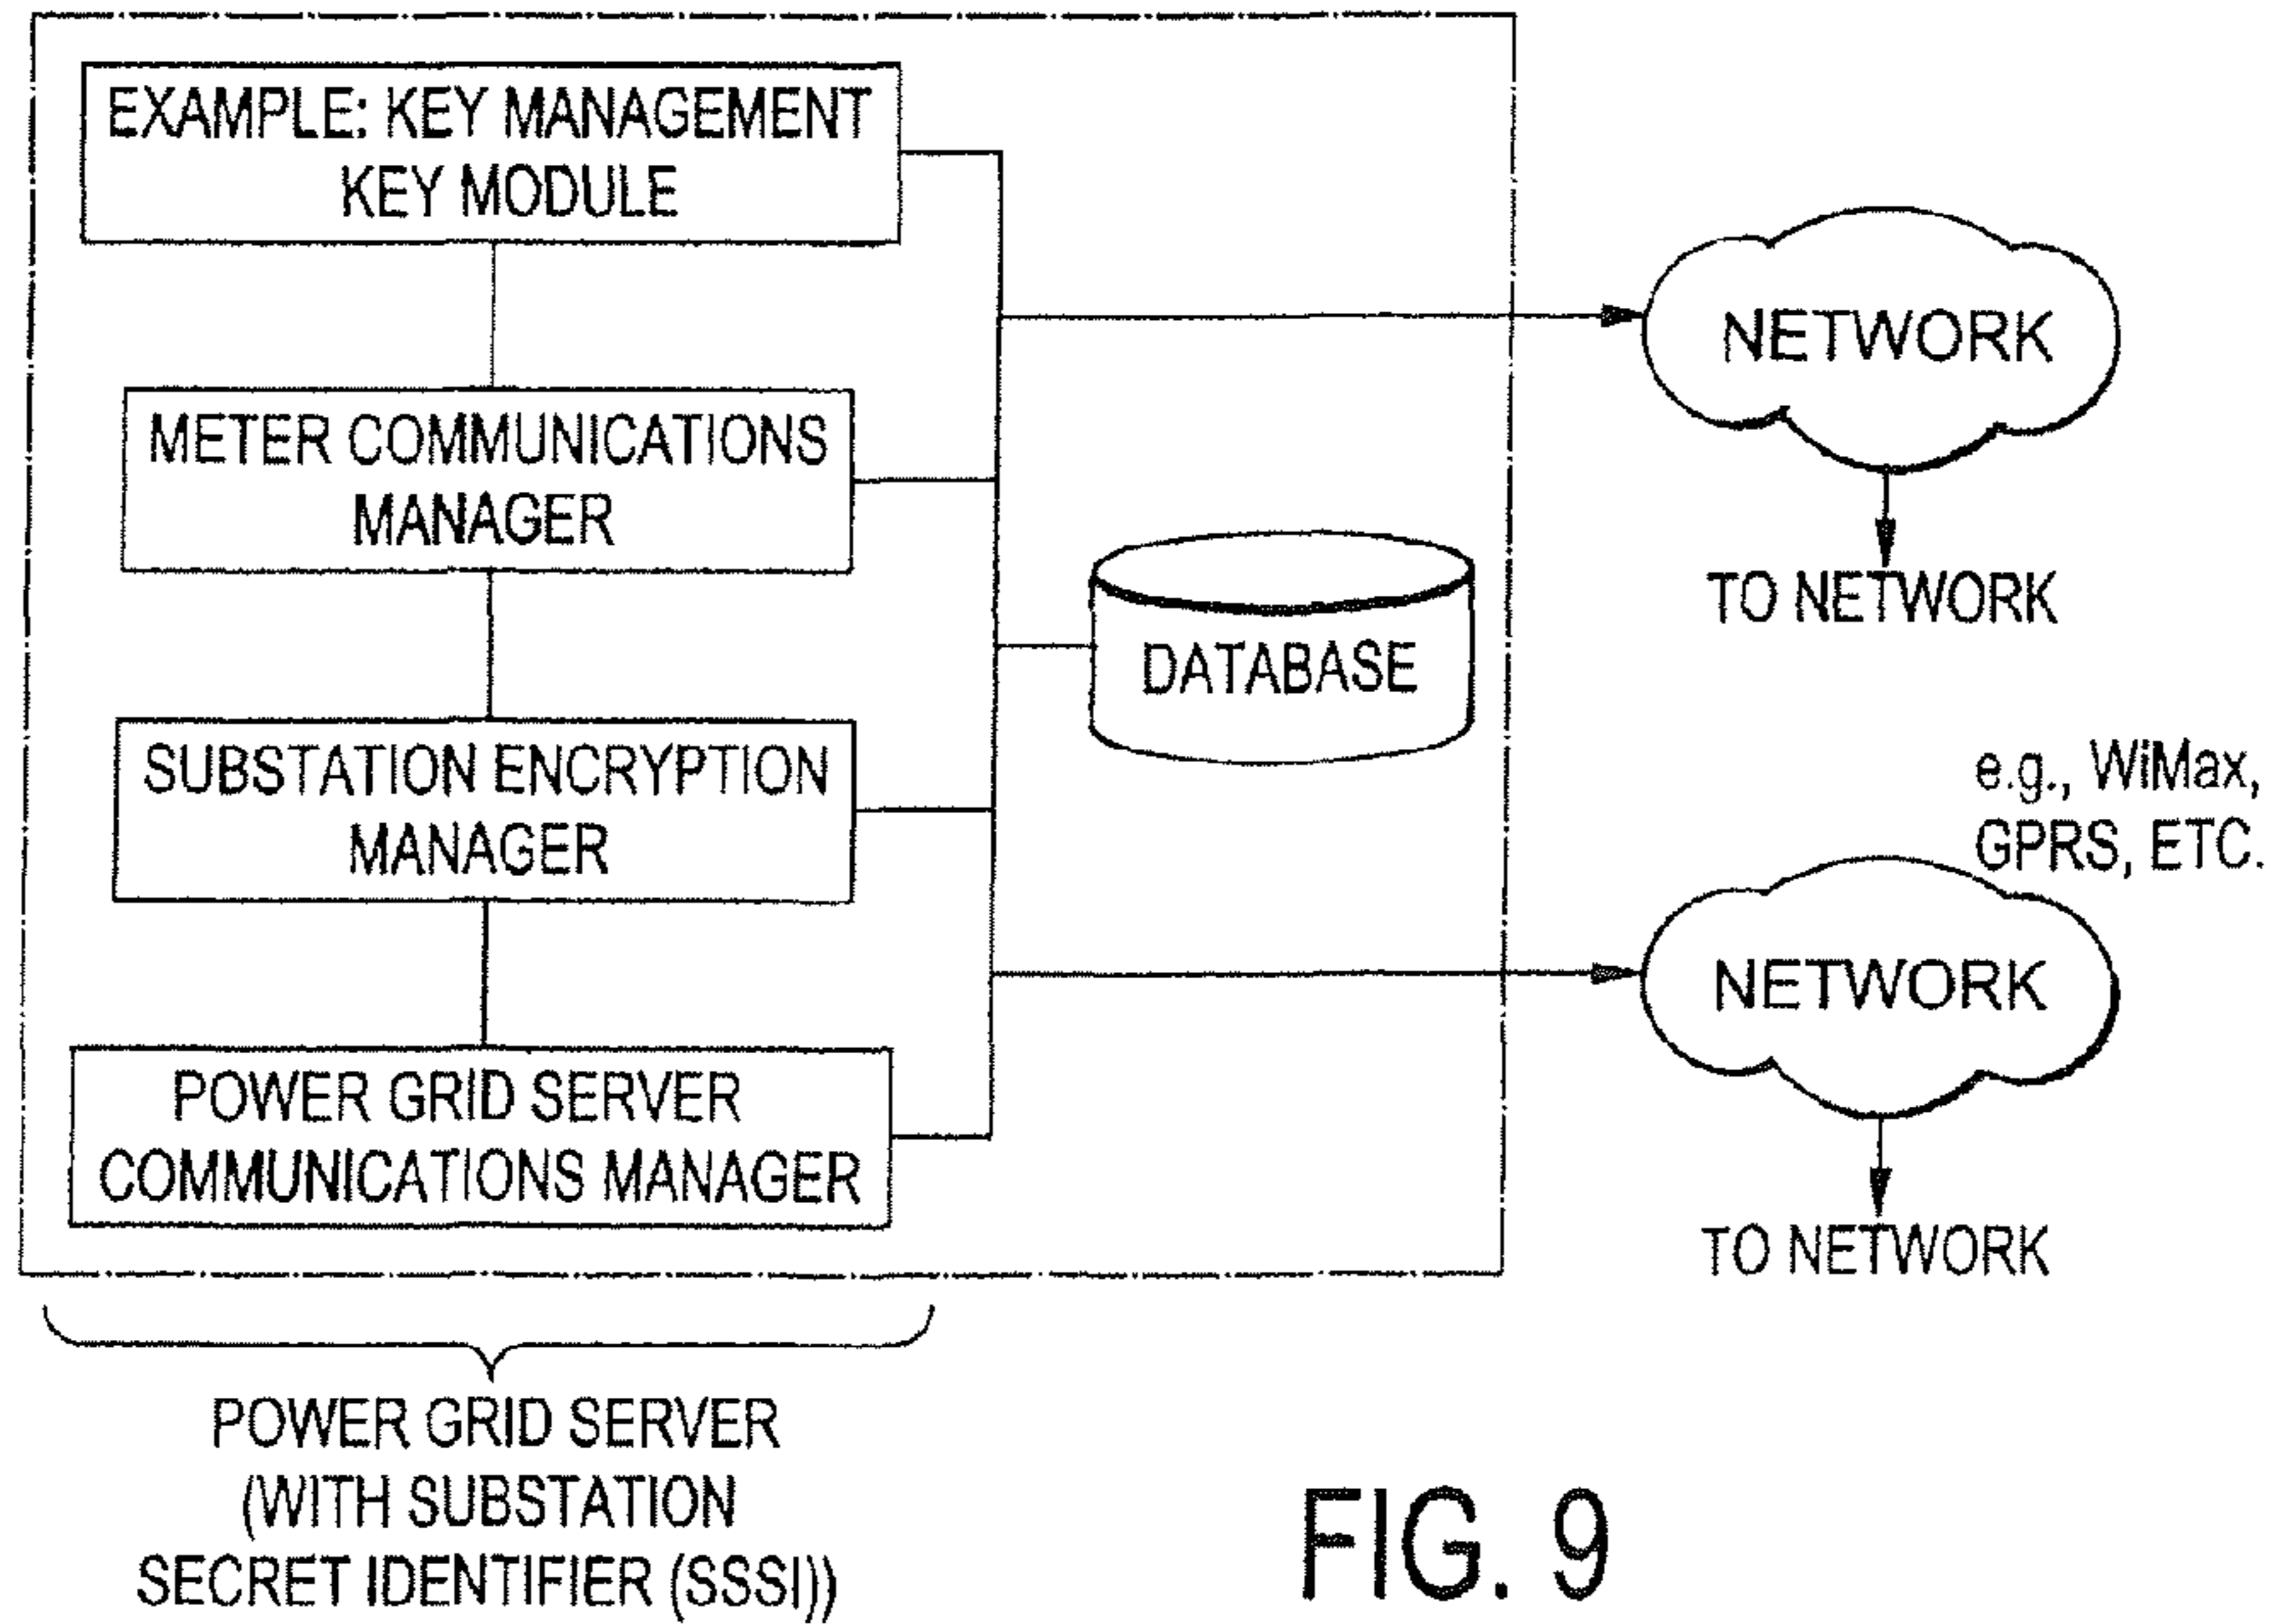 EXAMPLE: KEY MANAGEMENT
KEY MODULE
METER COMMUNICATIONS
MANAGER
SUBSTATION ENCRYPTION
MANAGER
POWER GRID SERVER
COMMUNICATIONS MANAGER
DATABASE
NETWORK
TO NETWORK
e.g., WiMax,
GPRS, ETC.
NETWORK
TO NETWORK
POWER GRID SERVER
(WITH SUBSTATION
SECRET IDENTIFIER (SSSI))
FIG. 9